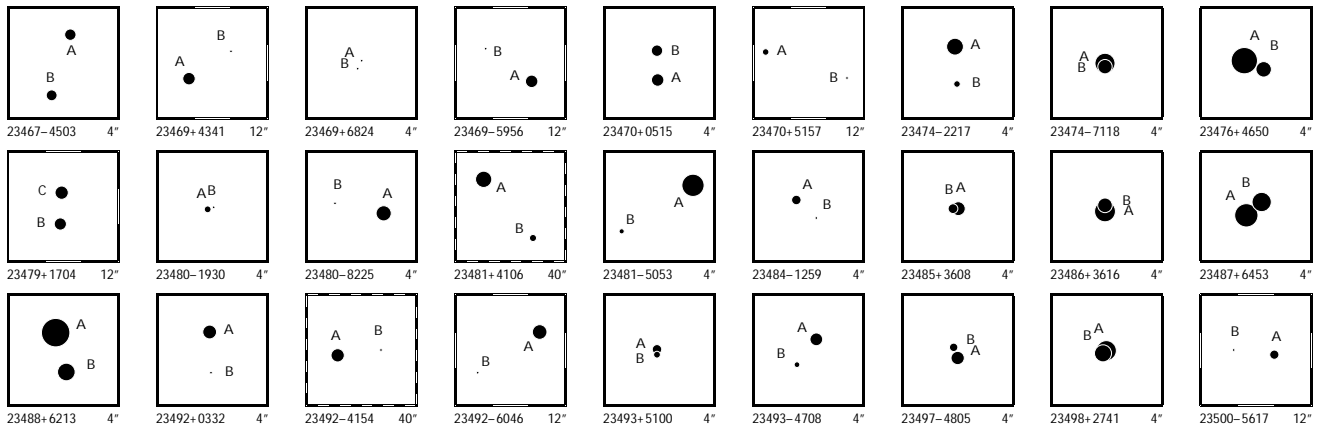 A B A B A B B A B A A B A B A B A B
23467−4503 4″ 23469+4341 12″ 23469+6824 4″ 23469−5956 12″ 23470+0515 4″ 23470+5157 12″ 23474−2217 4″ 23474−7118 4″ 23476+4650 4″
C B A B B A A B A B A B B A B A B A
23479+1704 12″ 23480−1930 4″ 23480−8225 4″ 23481+4106 40″ 23481−5053 4″ 23484−1259 4″ 23485+3608 4″ 23486+3616 4″ 23487+6453 4″
A B A B A B A B A B A B B A B A B A
23488+6213 4″ 23492+0332 4″ 23492−4154 40″ 23492−6046 12″ 23493+5100 4″ 23493−4708 4″ 23497−4805 4″ 23498+2741 4″ 23500−5617 12″